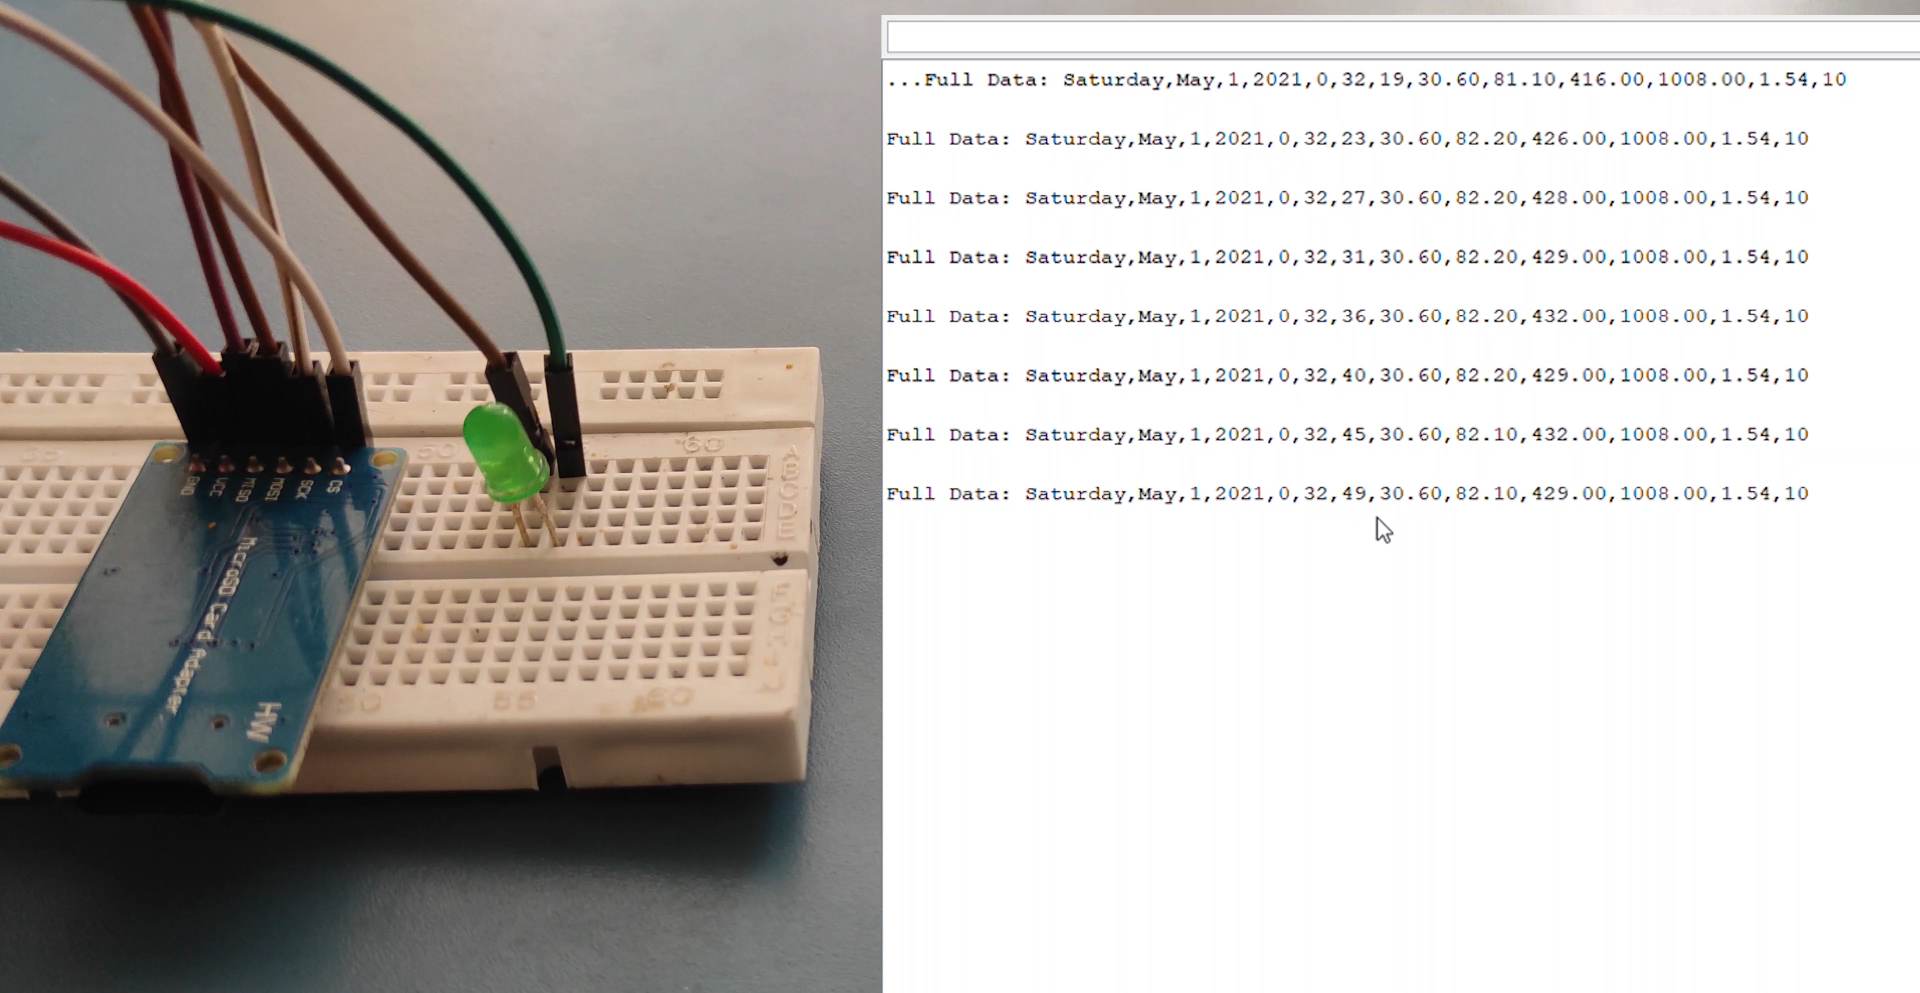 ...Full Data: Saturday,May,1,2021,0,32,19,30.60,81.10,416.00,1008.00,1.54,10
Full Data: Saturday,May,1,2021,0,32,23,30.60,82.20,426.00,1008.00,1.54,10
Full Data: Saturday,May,1,2021,0,32,27,30.60,82.20,428.00,1008.00,1.54,10
Full Data: Saturday,May,1,2021,0,32,31,30.60,82.20,429.00,1008.00,1.54,10
Full Data: Saturday,May,1,2021,0,32,36,30.60,82.20,432.00,1008.00,1.54,10
Full Data: Saturday,May,1,2021,0,32,40,30.60,82.20,429.00,1008.00,1.54,10
Full Data: Saturday,May,1,2021,0,32,45,30.60,82.10,432.00,1008.00,1.54,10
Full Data: Saturday,May,1,2021,0,32,49,30.60,82.10,429.00,1008.00,1.54,10
50
60
A B C D E
GND VCC MISO MOSI SCK CS
MicroSD Card Adapter
HW